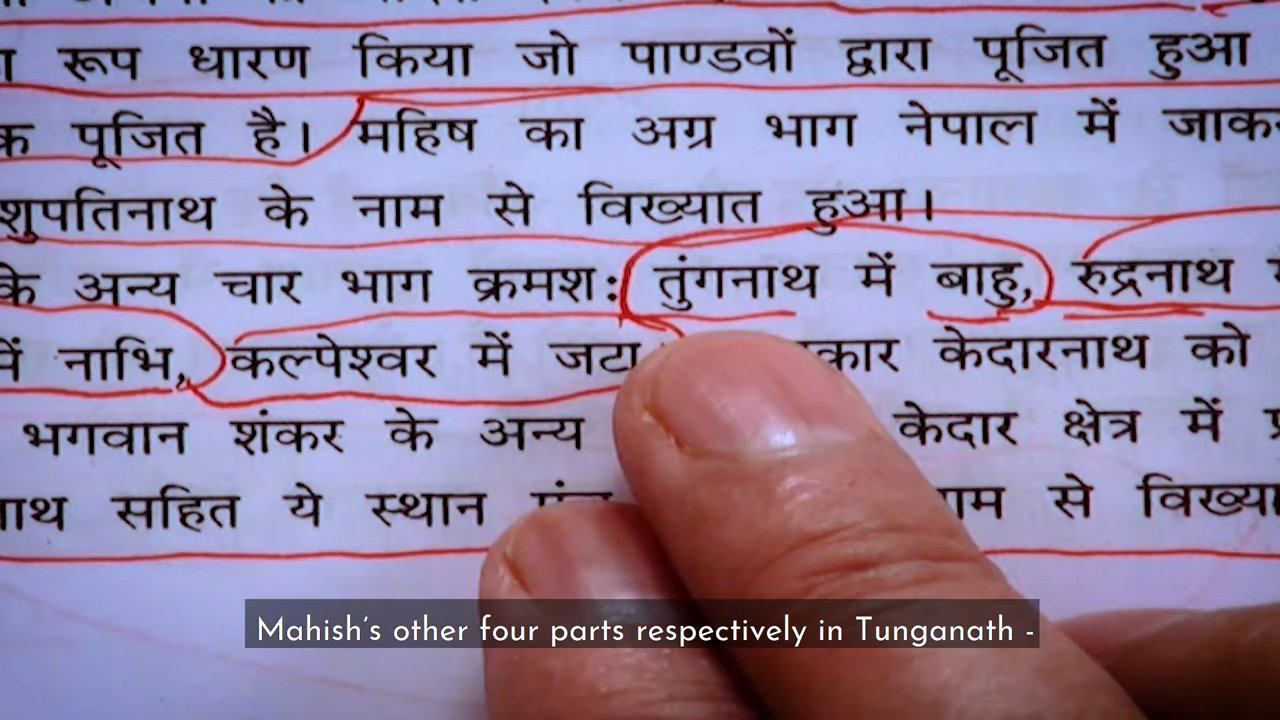 रूप धारण किया जो पाण्डवों द्वारा पूजित हुआ
पूजित है। महिष का अग्र भाग नेपाल में
के नाम से विख्यात हुआ।
के अन्य चार भाग क्रमशः तुंगनाथ में बाहु, रुद्रनाथ
में नाभि, कल्पेश्वर में जटा केदारनाथ को
भगवान शंकर के अन्य केदार क्षेत्र में
सहित ये स्थान से
Mahish's other four parts respectively in Tunganath -